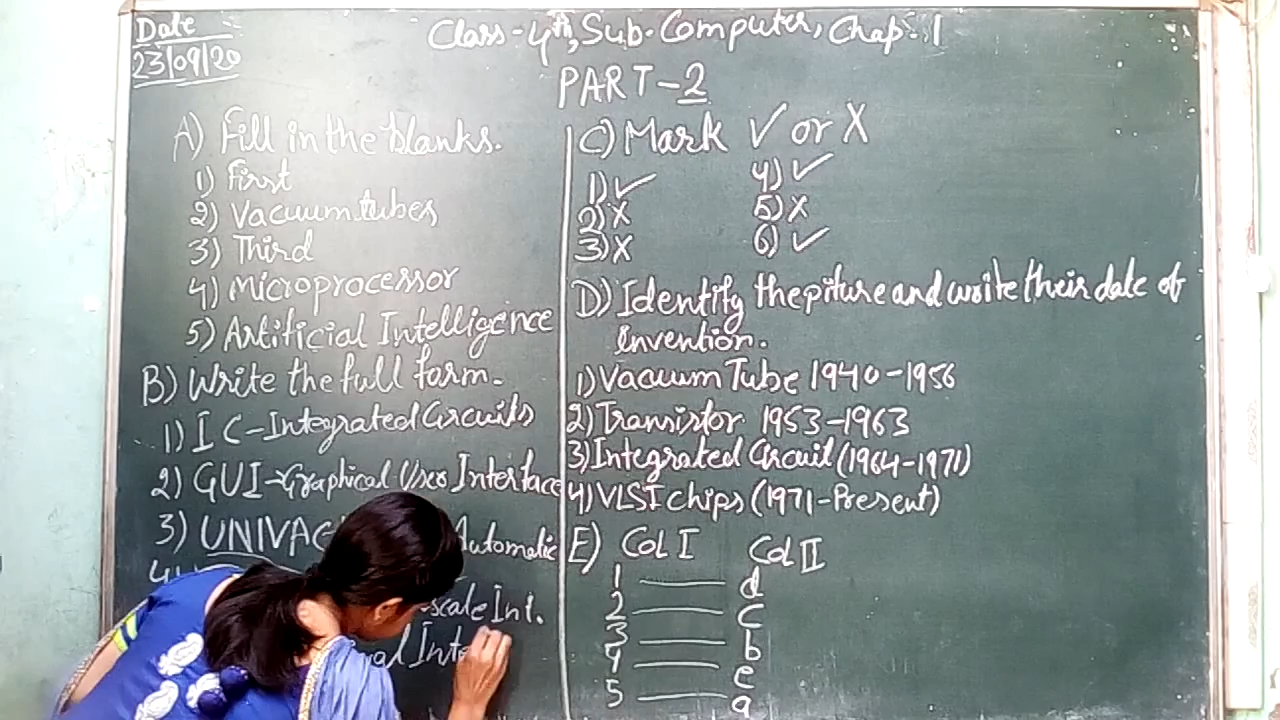 Date
23/09/20
Class-4th, Sub-Computer, Chap-1
PART-2
A) Fill in the blanks.
1) First
2) Vacuum tubes
3) Third
4) Microprocessor
5) Artificial Intelligence
B) Write the full form.
1) IC-Integrated Circuits
2) GUI-Graphical User Interface
3) UNIVAC Automatic
4)
scale Int.
C) Mark ✓ or X
1) ✓
2) X
3) X
4) ✓
5) X
6) ✓
D) Identify the piture and write their date of
invention.
1) Vacuum Tube 1940-1956
2) Transistor 1953-1963
3) Integrated Circuit (1964-1971)
4) VLSI chips (1971-Present)
E) Col I Col II
1 — d
2 — c
3 — b
4 — e
5 — a